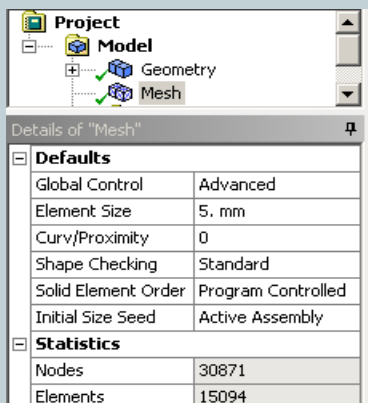 Project
Model
Geometry
Mesh
Details of "Mesh"
Defaults
Global Control Advanced
Element Size 5. mm
Curv/Proximity 0
Shape Checking Standard
Solid Element Order Program Controlled
Initial Size Seed Active Assembly
Statistics
Nodes 30871
Elements 15094